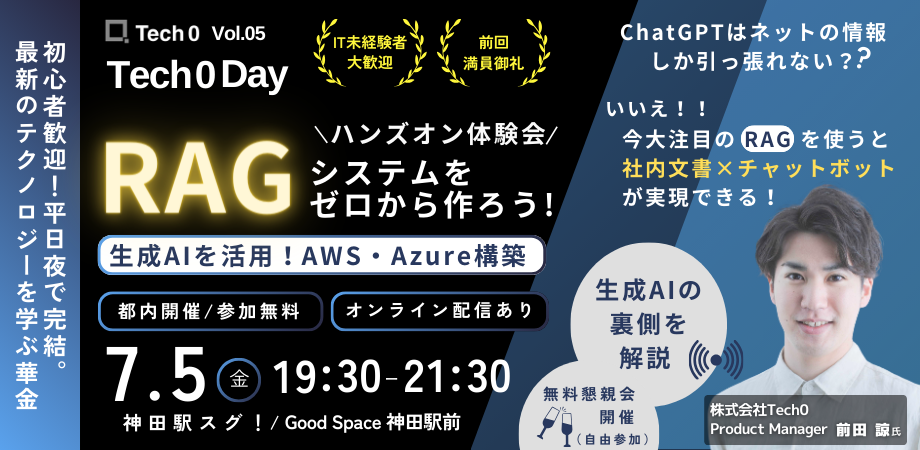 初心者歓迎！平日夜で完結。
最新のテクノロジーを学ぶ華金
Tech0 Vol.05
Tech0 Day
IT未経験者
大歓迎
前回
満員御礼
\ハンズオン体験会/
RAG
システムを
ゼロから作ろう!
生成AIを活用！AWS・Azure構築
都内開催/参加無料
オンライン配信あり
7.5 金 19:30-21:30
神田駅スグ！/ Good Space 神田駅前
ChatGPTはネットの情報
しか引っ張れない？?
いいえ！！
今大注目の RAG を使うと
社内文書×チャットボット
が実現できる！
生成AIの
裏側を
解説
無料懇親会
開催
(自由参加)
株式会社Tech0
Product Manager 前田 諒氏